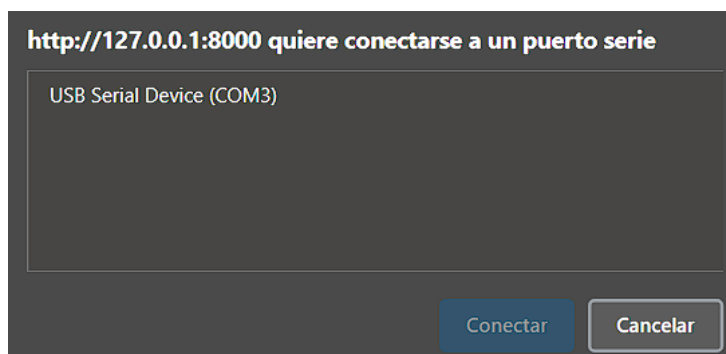 http://127.0.0.1:8000 quiere conectarse a un puerto serie
USB Serial Device (COM3)
Conectar
Cancelar